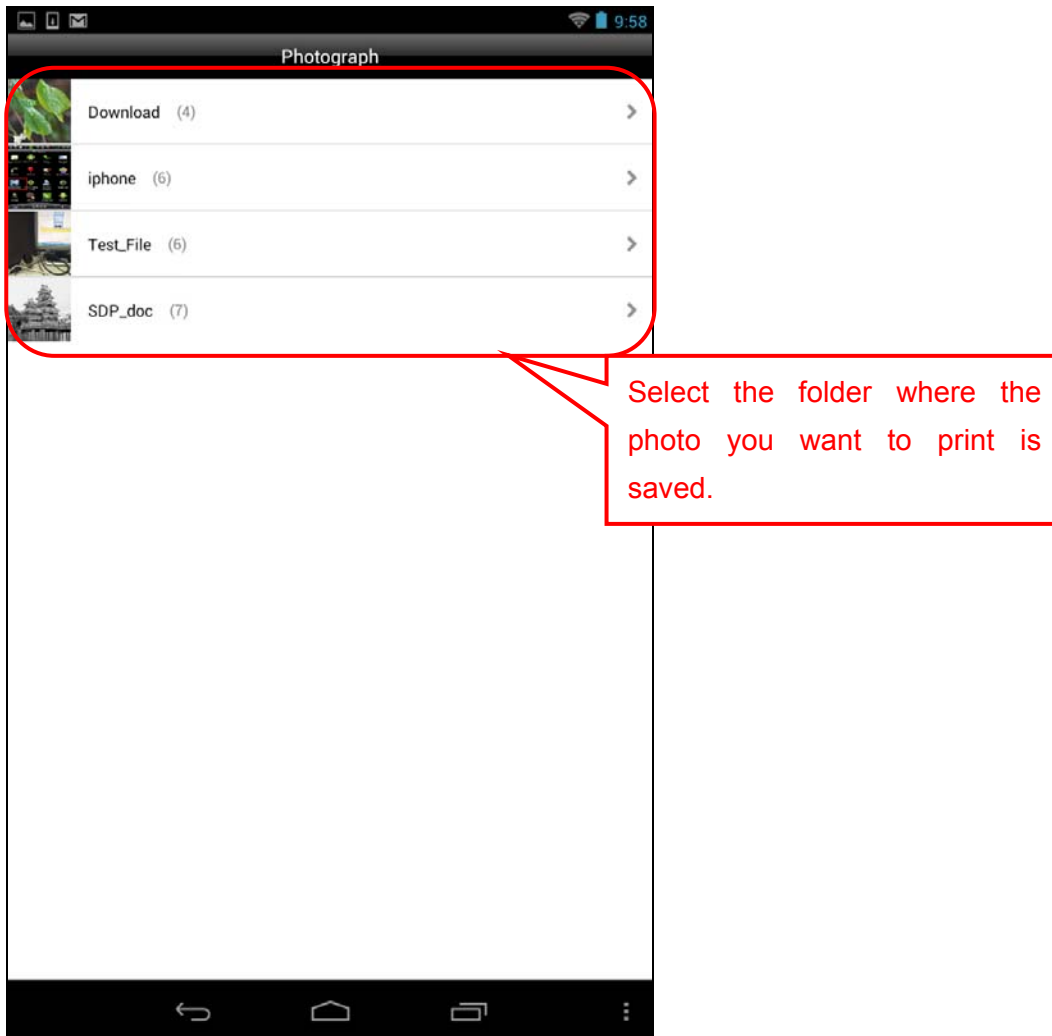 9:58
Photograph
Download (4)
iphone (6)
Test_File (6)
SDP_doc (7)
Select the folder where the
photo you want to print is
saved.